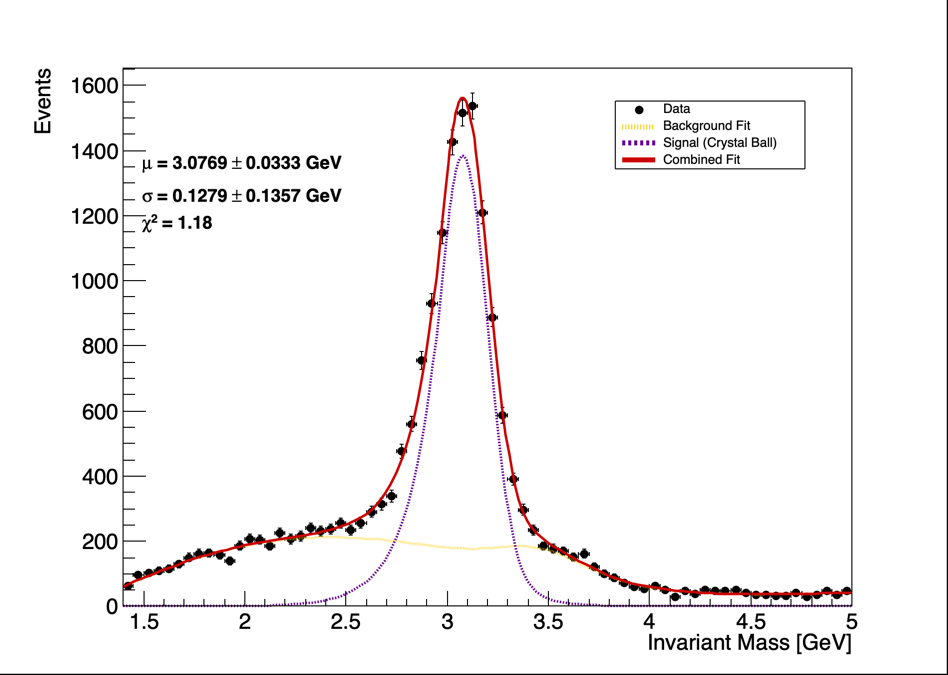 Events
1600
1400
1200
1000
800
600
400
200
0
μ = 3.0769 ± 0.0333 GeV
σ = 0.1279 ± 0.1357 GeV
χ² = 1.18
Data
Background Fit
Signal (Crystal Ball)
Combined Fit
1.5 2 2.5 3 3.5 4 4.5 5
Invariant Mass [GeV]